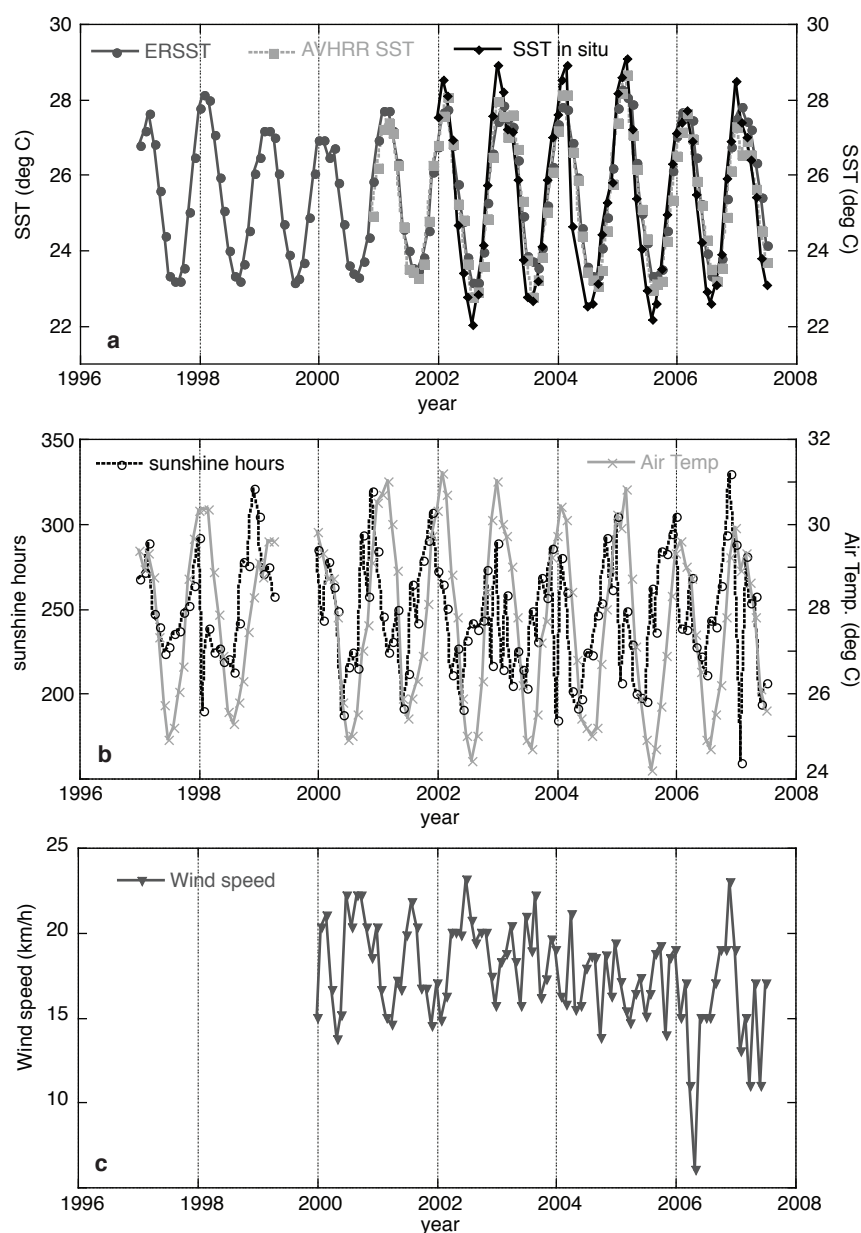 30 30
ERSST AVHRR SST SST in situ
28 28
26 26
SST (deg C) SST (deg C)
24 24
22 22
a
1996 1998 2000 2002 2004 2006 2008
year
350 32
sunshine hours Air Temp
300 30
250 28
sunshine hours Air Temp. (deg C)
200 26
b
24
1996 1998 2000 2002 2004 2006 2008
year
25
Wind speed
20
Wind speed (km/h)
15
10
c
1996 1998 2000 2002 2004 2006 2008
year